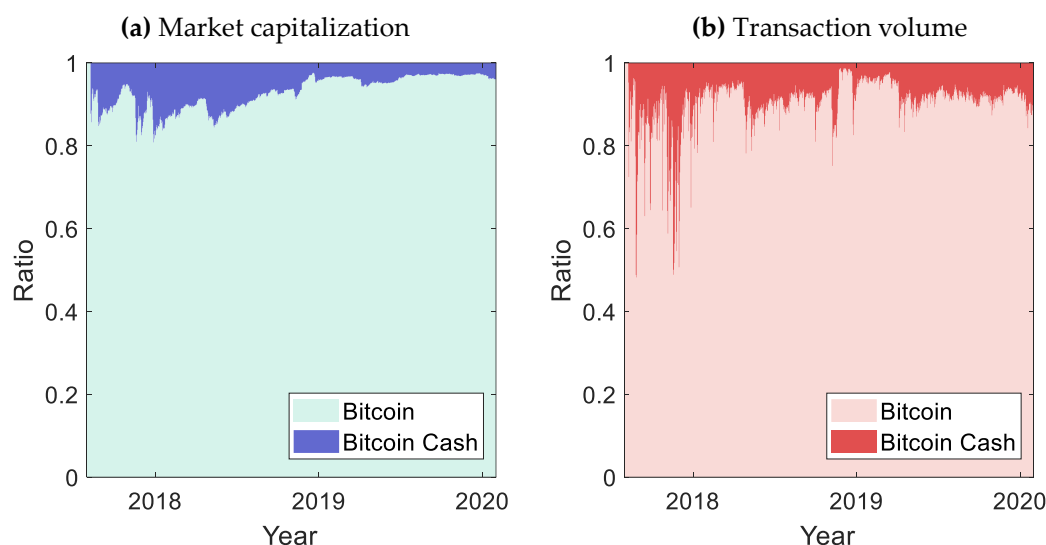 (a) Market capitalization
1
0.8
0.6
0.4
0.2
0
Ratio
2018
2019
2020
Year
Bitcoin
Bitcoin Cash
(b) Transaction volume
1
0.8
0.6
0.4
0.2
0
Ratio
2018
2019
2020
Year
Bitcoin
Bitcoin Cash